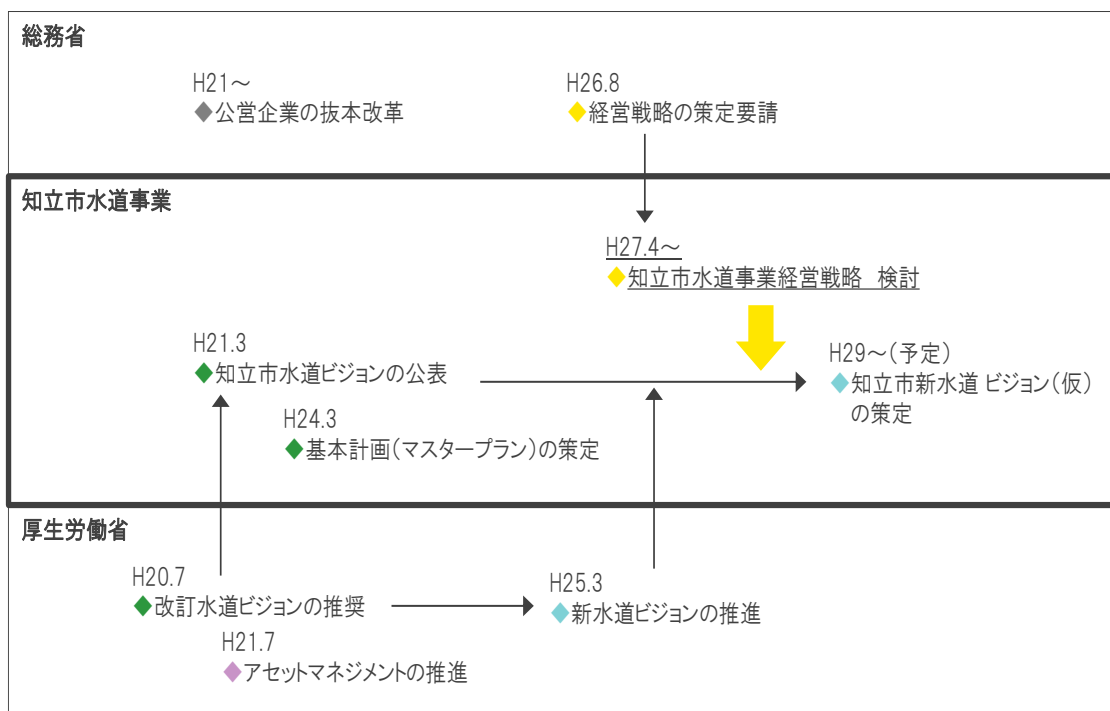 総務省
H21～
◆公営企業の抜本改革
H26.8
◆経営戦略の策定要請
知立市水道事業
H27.4～
◆知立市水道事業経営戦略　検討
H21.3
◆知立市水道ビジョンの公表
H29～(予定)
◆知立市新水道 ビジョン(仮)
の策定
H24.3
◆基本計画(マスタープラン)の策定
厚生労働省
H20.7
◆改訂水道ビジョンの推奨
H25.3
◆新水道ビジョンの推進
H21.7
◆アセットマネジメントの推進